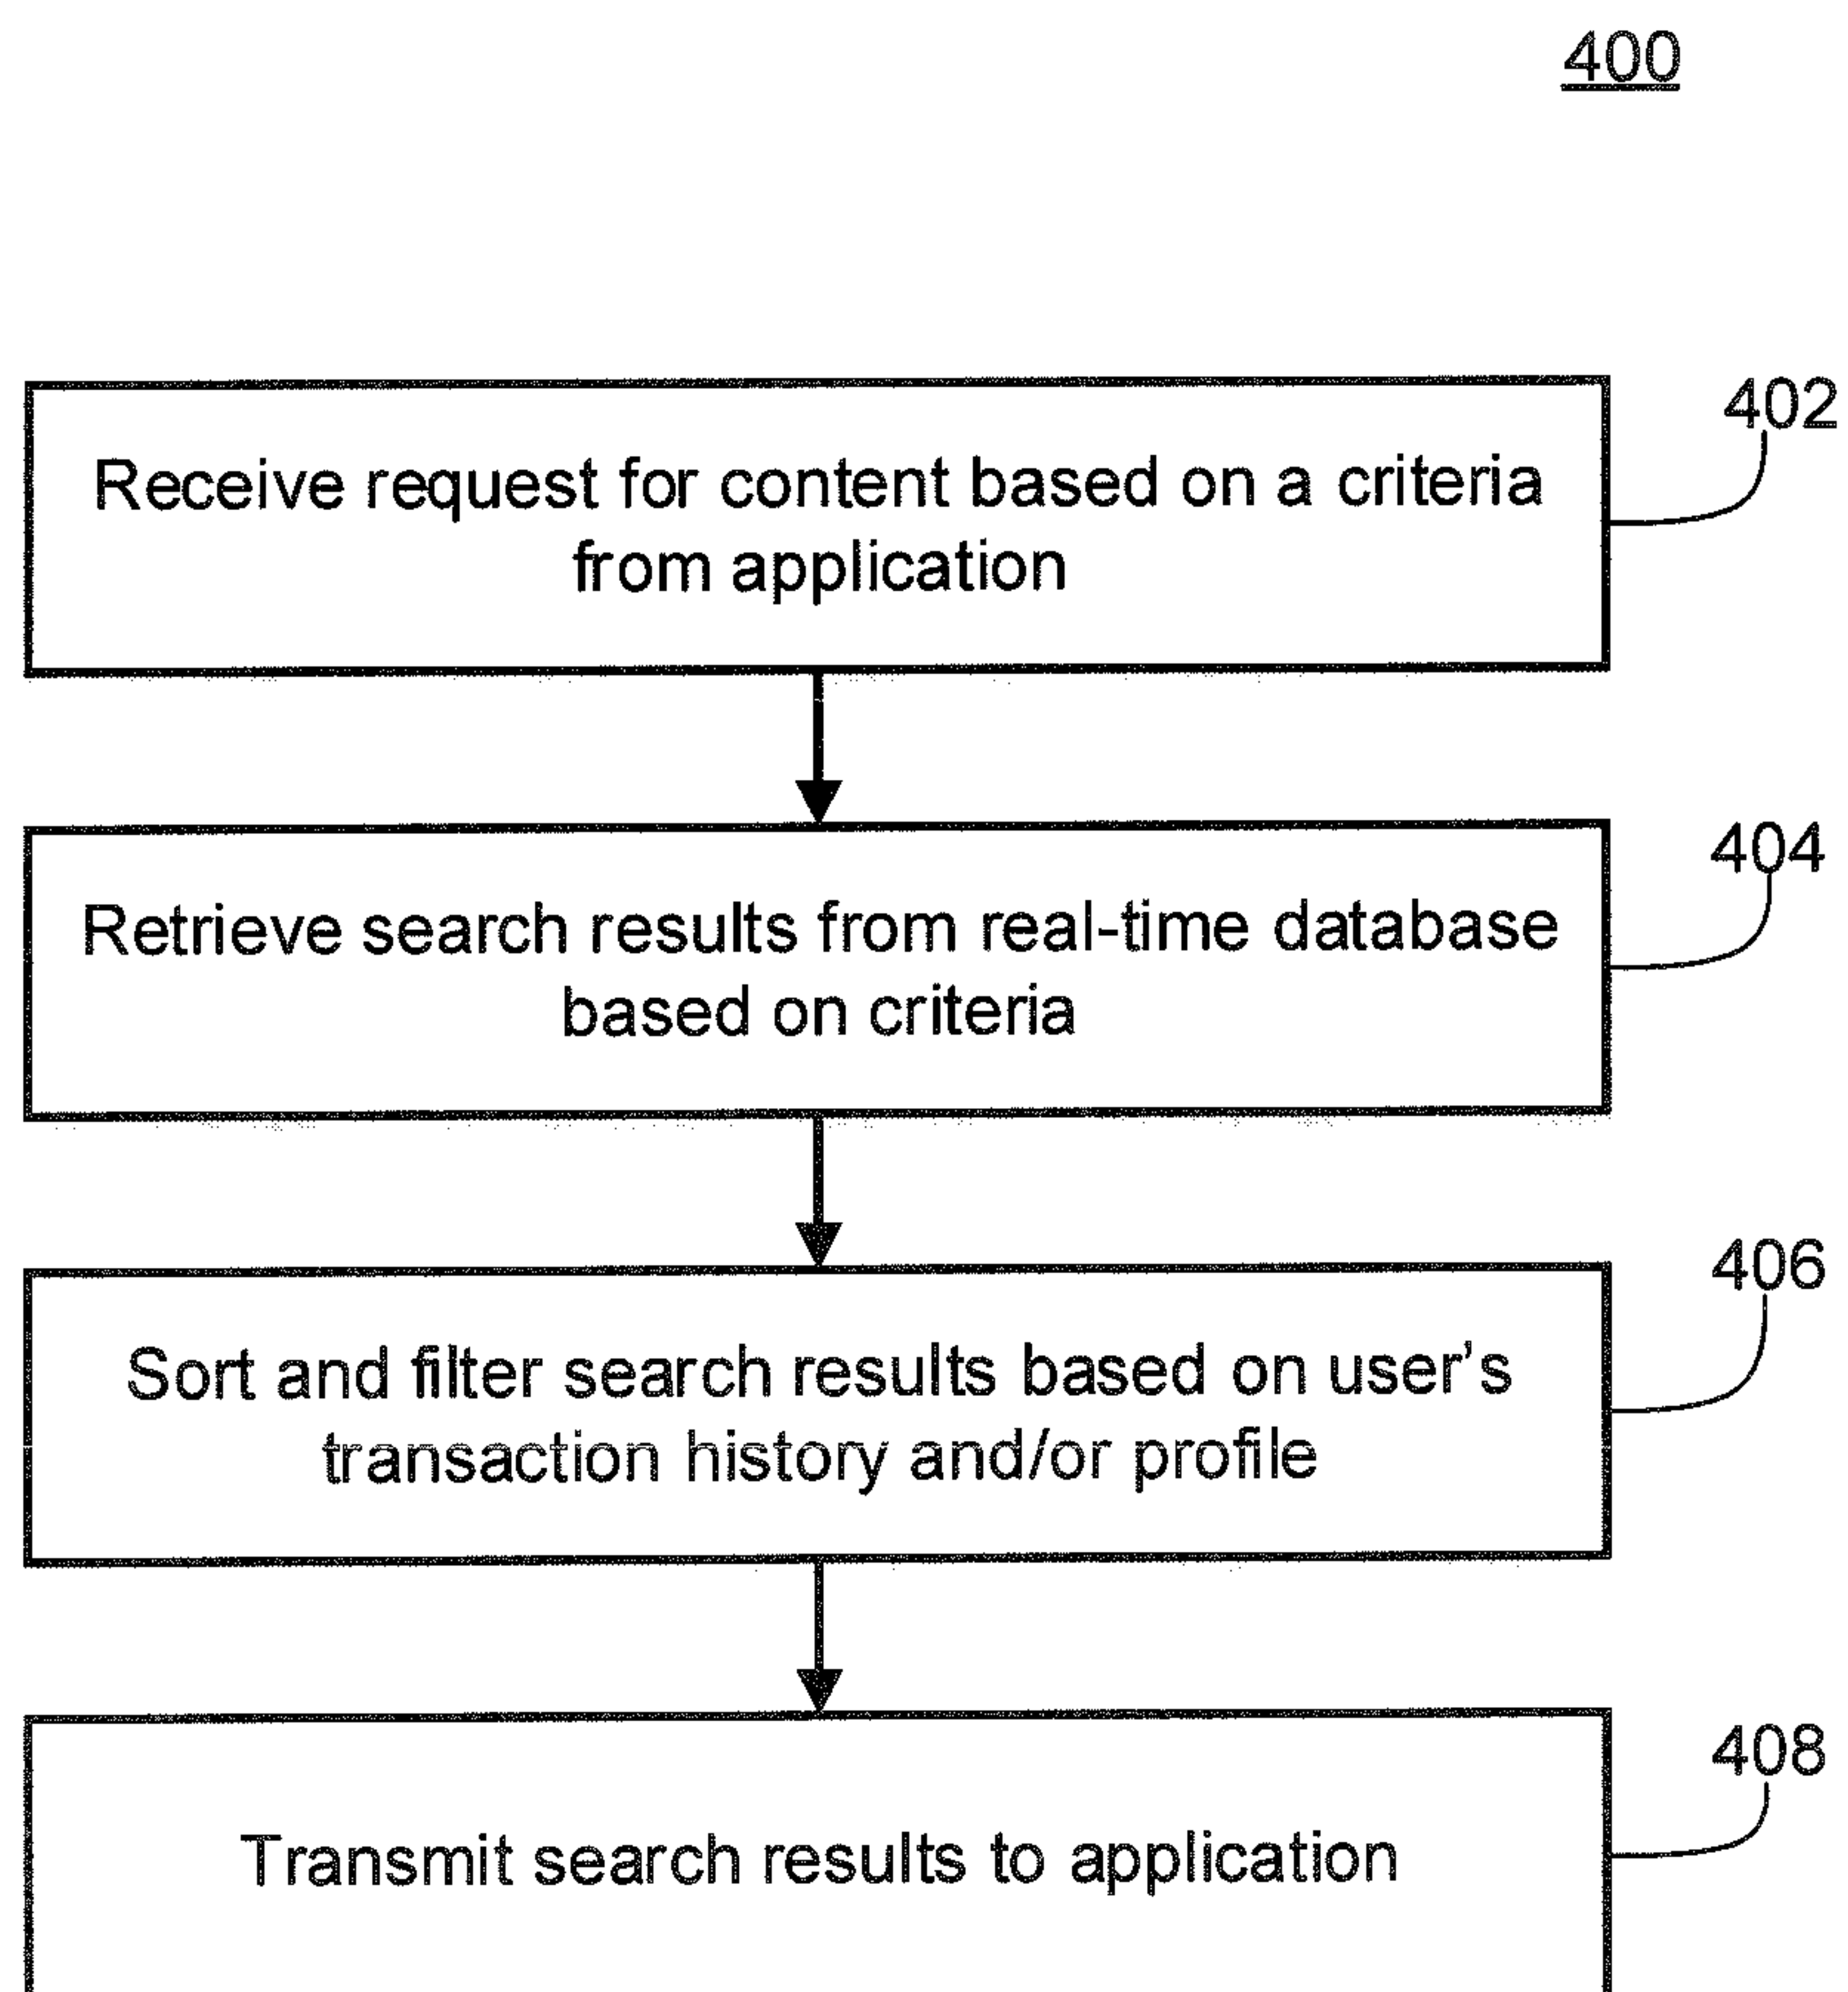 400
Receive request for content based on a criteria
from application
402
Retrieve search results from real-time database
based on criteria
404
Sort and filter search results based on user's
transaction history and/or profile
406
Transmit search results to application
408